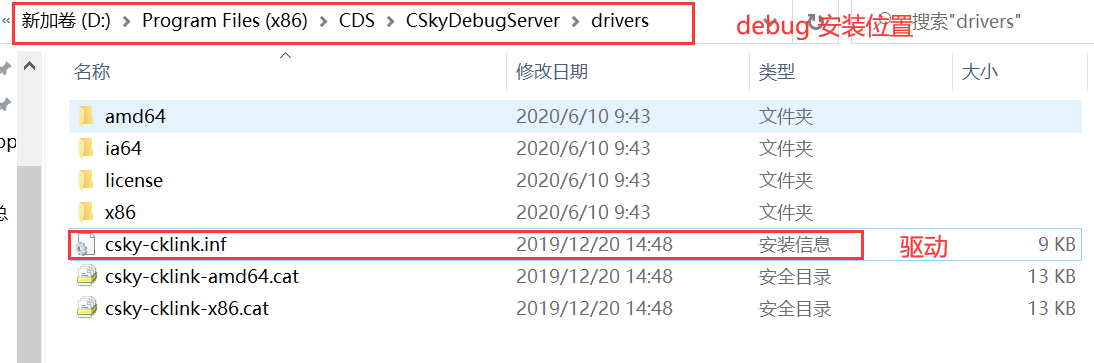 « 新加卷 (D:) > Program Files (x86) > CDS > CSkyDebugServer > drivers
debug 安装位置
搜索"drivers"
名称 修改日期 类型 大小
amd64 2020/6/10 9:43 文件夹
ia64 2020/6/10 9:43 文件夹
license 2020/6/10 9:43 文件夹
x86 2020/6/10 9:43 文件夹
csky-cklink.inf 2019/12/20 14:48 安装信息 驱动 9 KB
csky-cklink-amd64.cat 2019/12/20 14:48 安全目录 13 KB
csky-cklink-x86.cat 2019/12/20 14:48 安全目录 13 KB